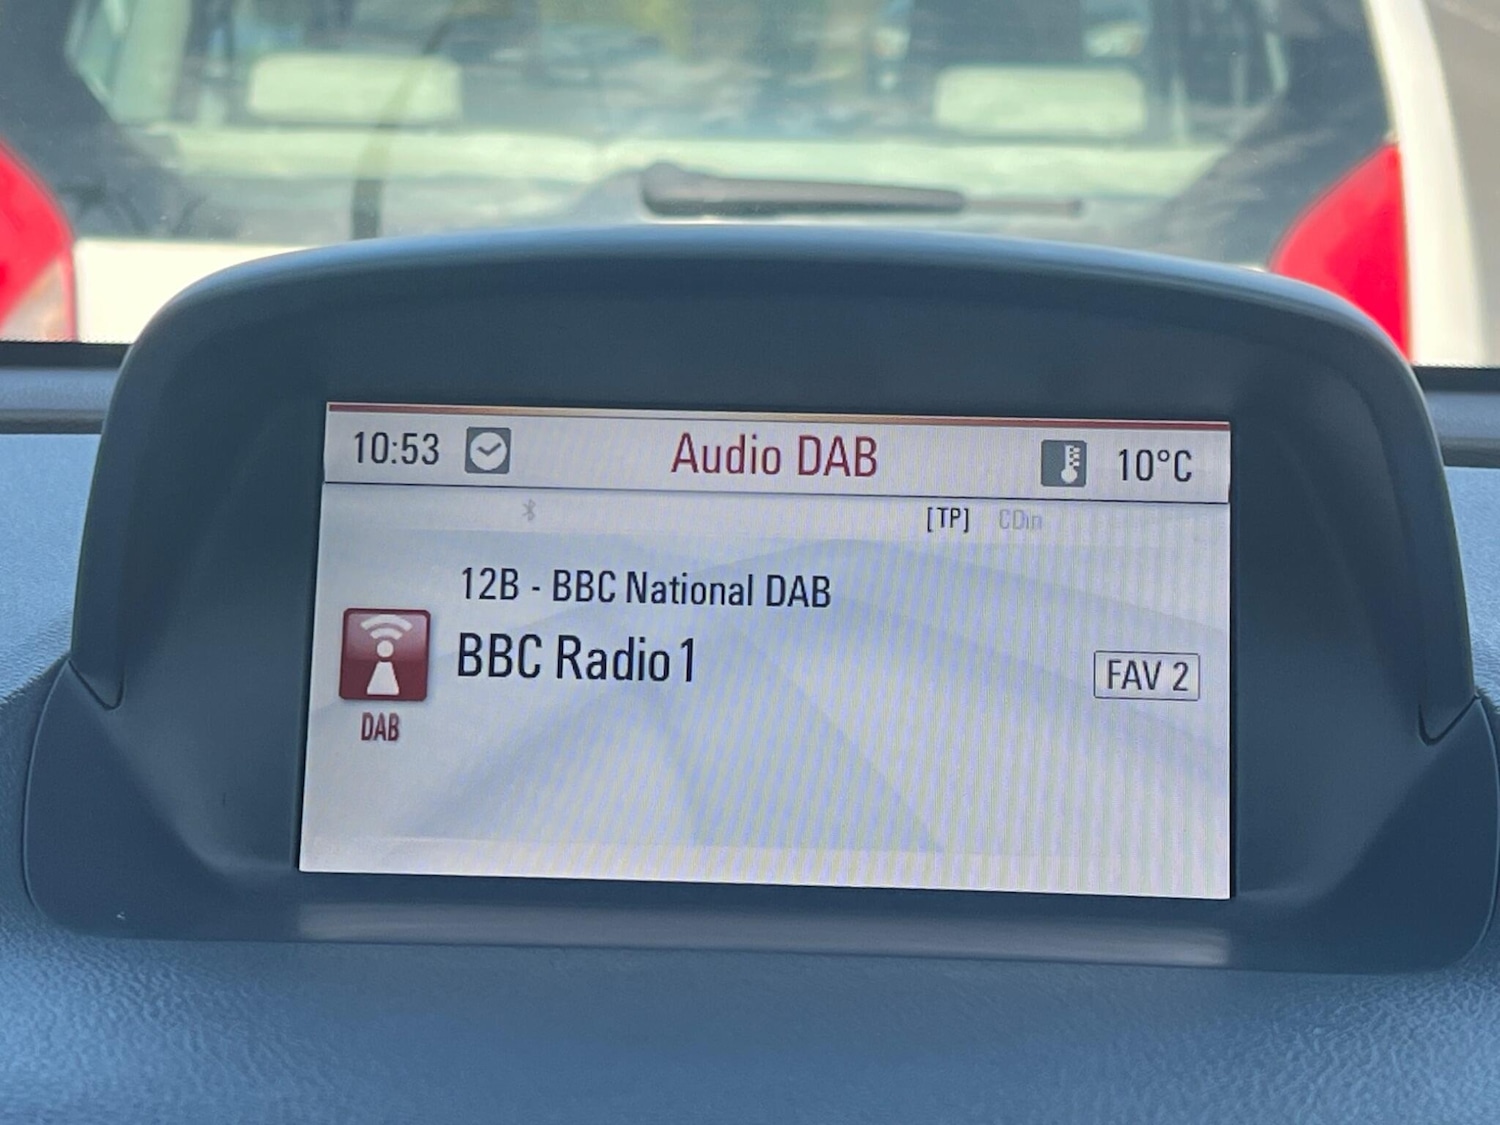 10:53 Audio DAB 10°C
[TP] CDin
12B - BBC National DAB
BBC Radio 1
FAV 2
DAB